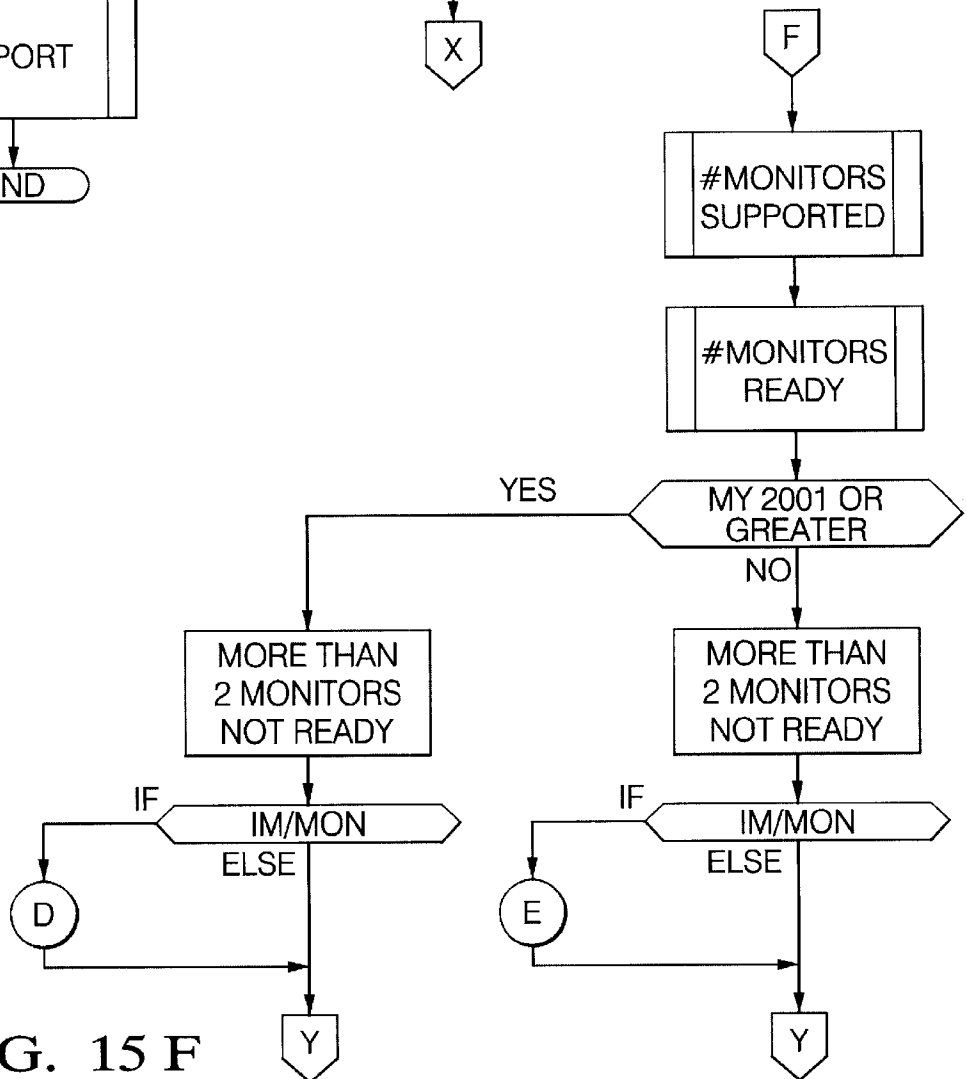 PORT
ND
X
F
#MONITORS
SUPPORTED
#MONITORS
READY
MY 2001 OR
GREATER
YES
NO
MORE THAN
2 MONITORS
NOT READY
IF
IM/MON
ELSE
D
Y
MORE THAN
2 MONITORS
NOT READY
IF
IM/MON
ELSE
E
Y
G. 15 F